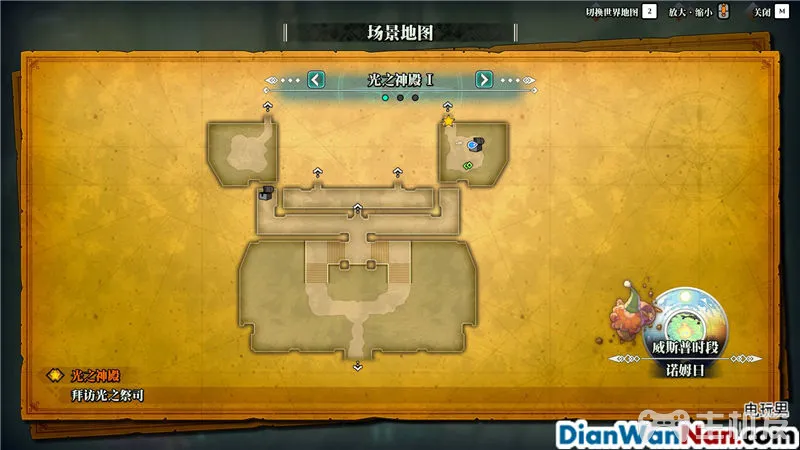 切换世界地图 2 放大·缩小 关闭 M
场景地图
光之神殿 I
威斯普时段
诺姆日
光之神殿
拜访光之祭司
电玩男
DianWanNan.com